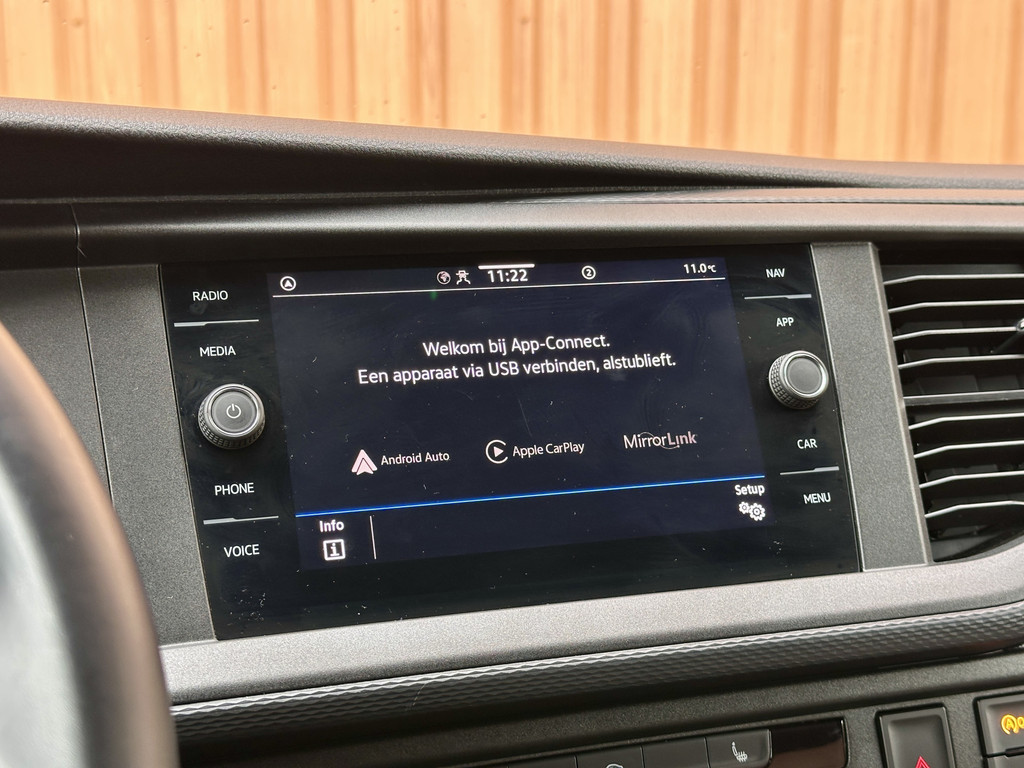 RADIO
MEDIA
PHONE
VOICE
11:22
2
11.0°C
Welkom bij App-Connect.
Een apparaat via USB verbinden, alstublieft.
Android Auto
Apple CarPlay
MirrorLink
Info
i
Setup
NAV
APP
CAR
MENU